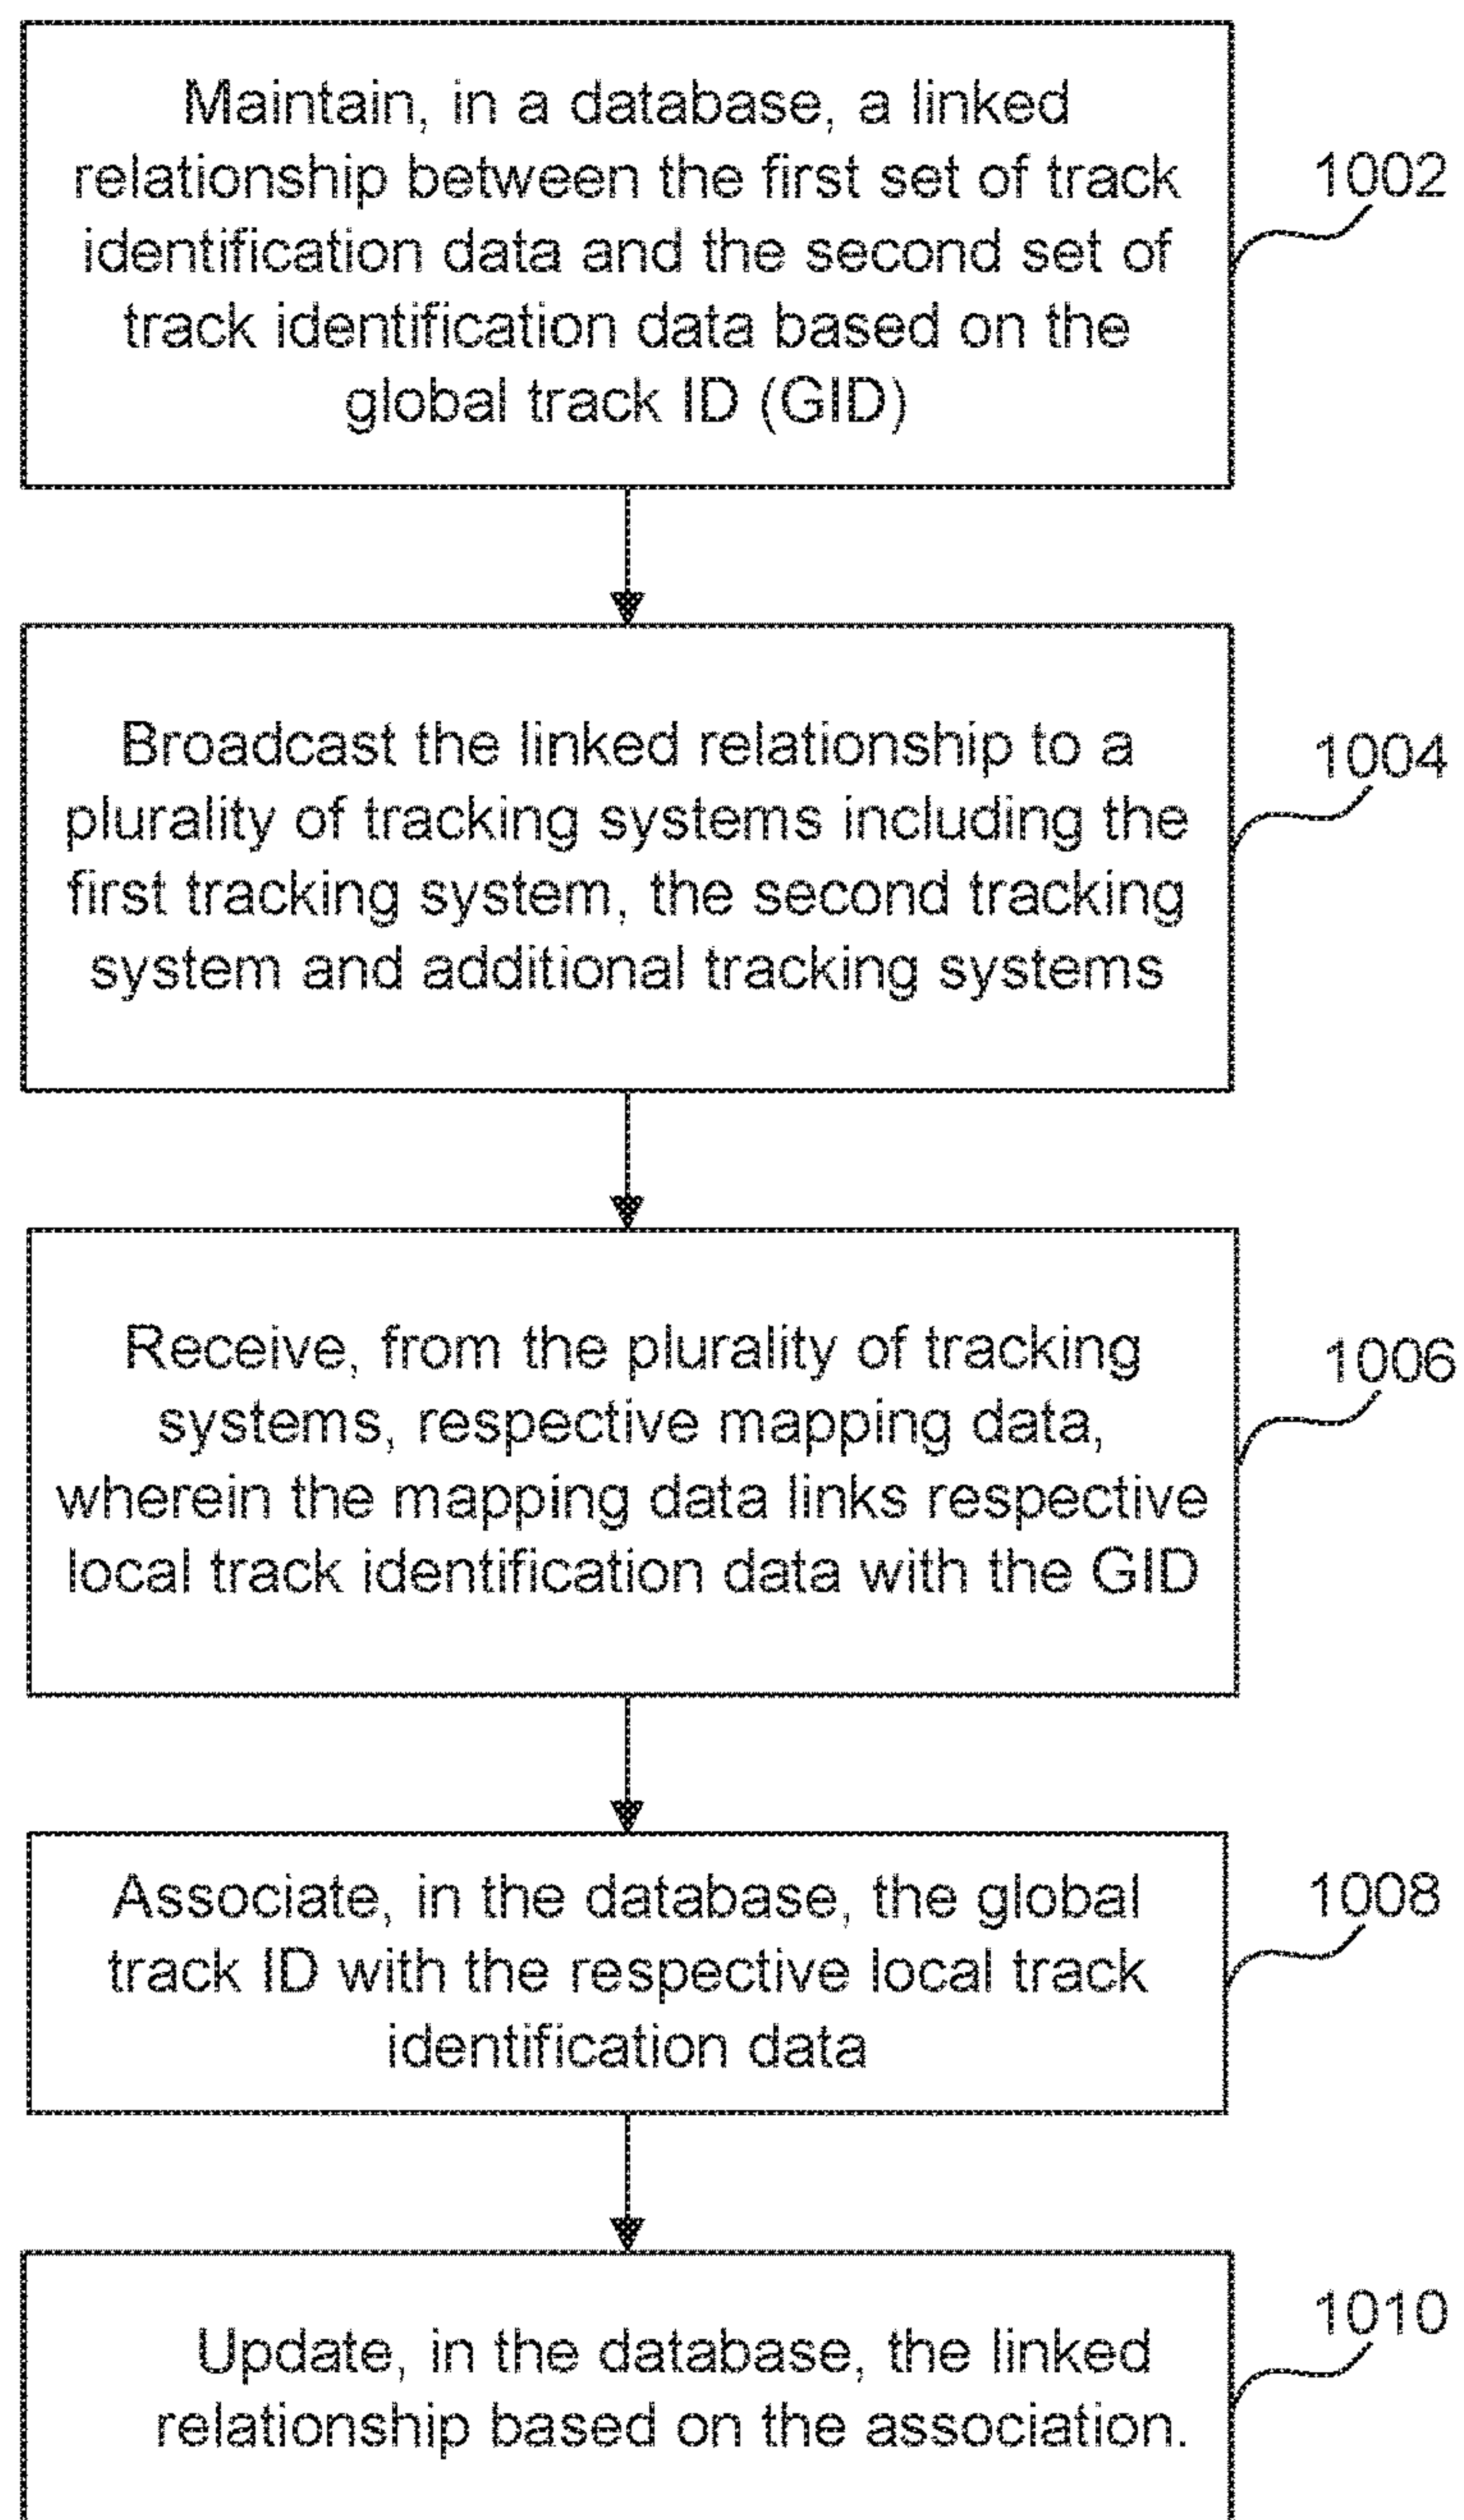 Maintain, in a database, a linked
relationship between the first set of track
identification data and the second set of
track identification data based on the
global track ID (GID)
1002
Broadcast the linked relationship to a
plurality of tracking systems including the
first tracking system, the second tracking
system and additional tracking systems
1004
Receive, from the plurality of tracking
systems, respective mapping data,
wherein the mapping data links respective
local track identification data with the GID
1006
Associate, in the database, the global
track ID with the respective local track
identification data
1008
Update, in the database, the linked
relationship based on the association.
1010